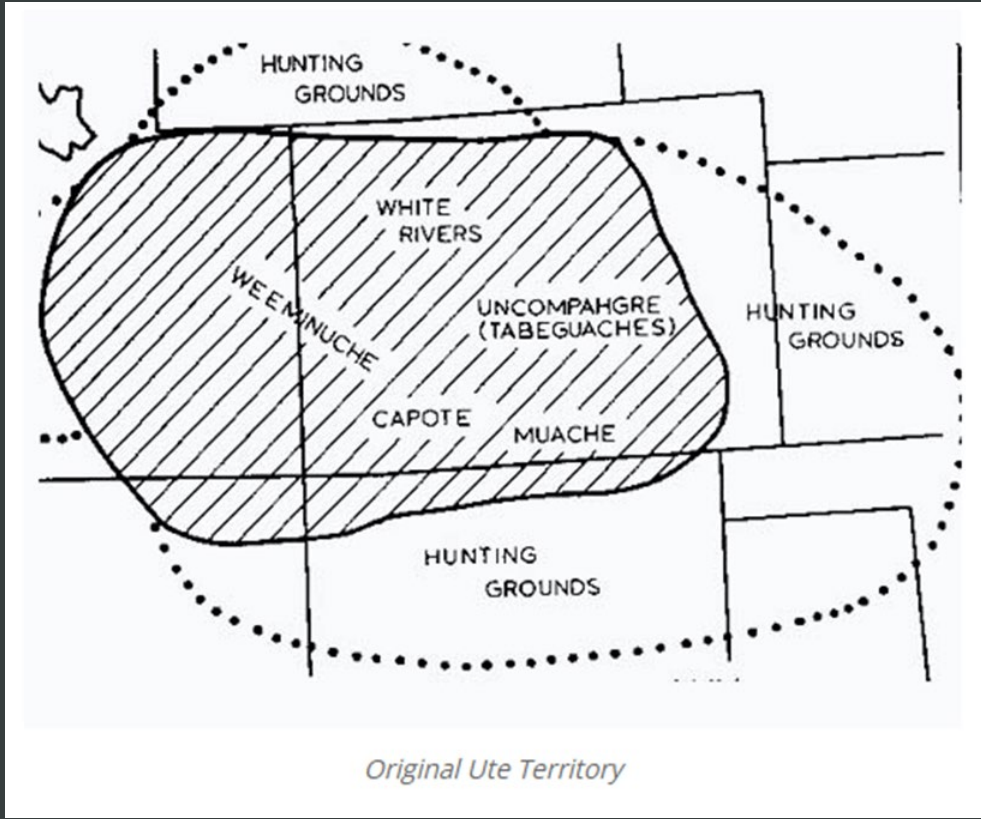 HUNTING
GROUNDS
WHITE
RIVERS
WEEMINUCHE
UNCOMPAHGRE
(TABEGUACHES)
HUNTING
GROUNDS
CAPOTE
MUACHE
HUNTING
GROUNDS
Original Ute Territory